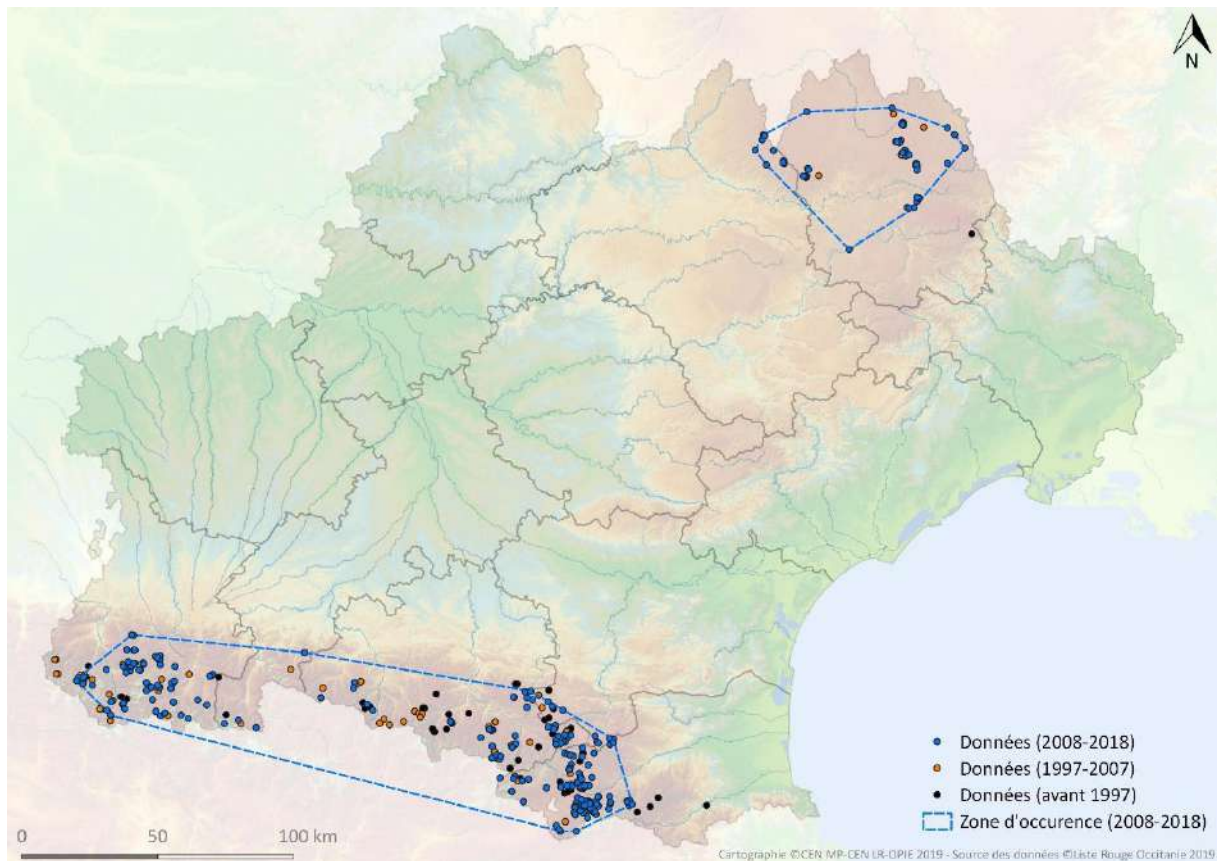 N
Données (2008-2018)
Données (1997-2007)
Données (avant 1997)
Zone d'occurence (2008-2018)
0 50 100 km
Cartographie ©CEN MP-CEN LR-OPIE 2019 - Source des données ©Liste Rouge Occitanie 2019